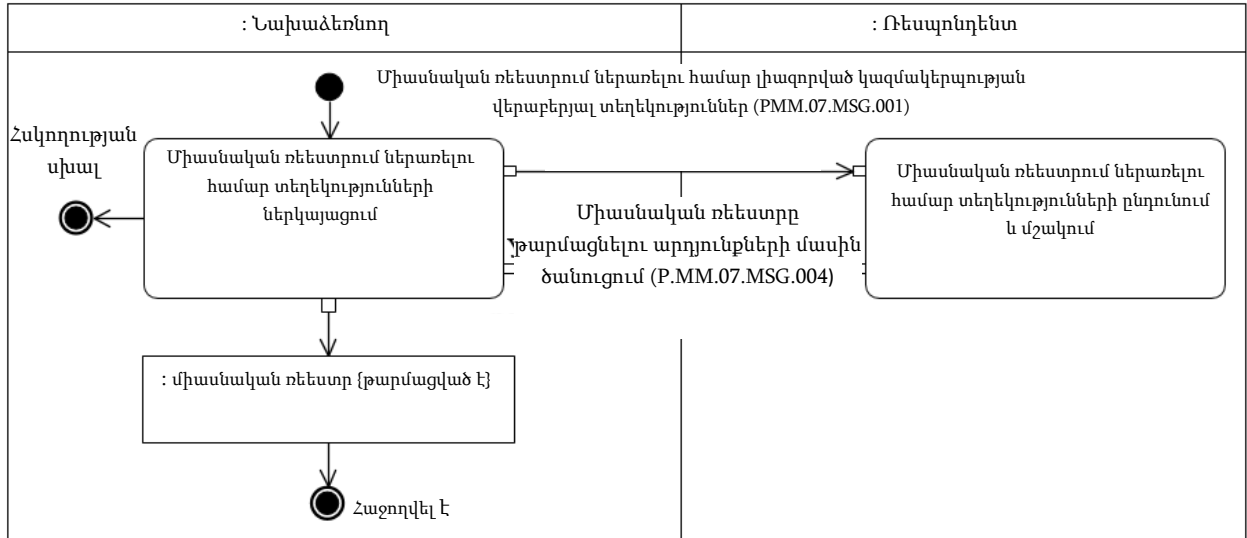 : Նախաձեռնող
: Ռեսպոնդենտ
Միասնական ռեեստրում ներառելու համար լիազորված կազմակերպության
վերաբերյալ տեղեկություններ (PMM.07.MSG.001)
Հսկողության
սխալ
Միասնական ռեեստրում ներառելու
համար տեղեկությունների
ներկայացում
Միասնական ռեեստրում ներառելու
համար տեղեկությունների ընդունում
և մշակում
Միասնական ռեեստրը
թարմացնելու արդյունքների մասին
ծանուցում (P.MM.07.MSG.004)
: միասնական ռեեստր {թարմացված է}
Հաջողվել է